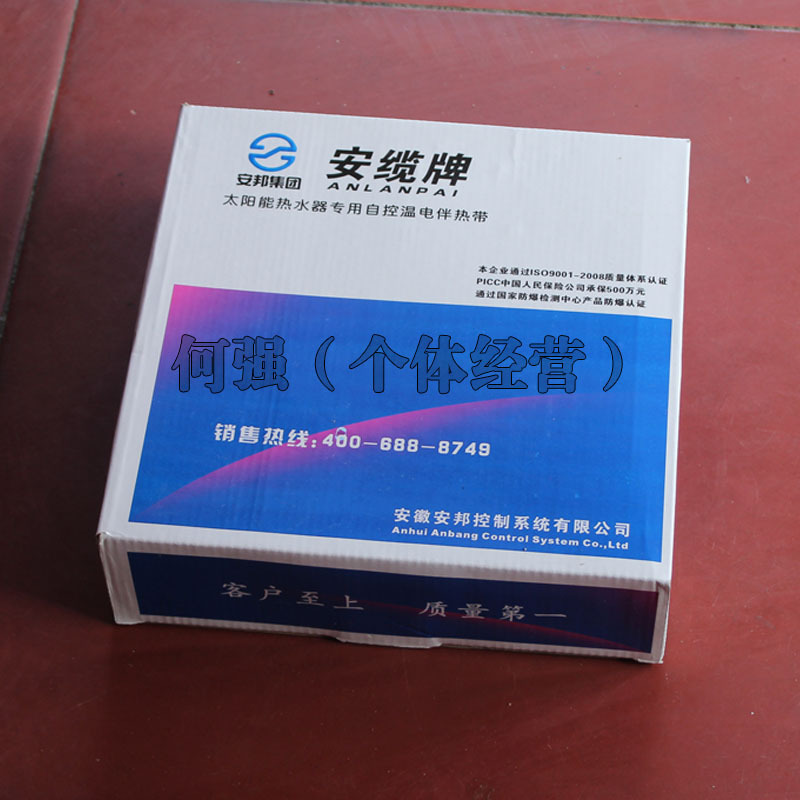 安缆牌
安邦集团 ANLANPAI
太阳能热水器专用自控温电伴热带
本企业通过ISO9001-2008质量体系认证
PICC中国人民保险公司承保500万元
通过国家防爆检测中心产品防爆认证
何强（个体经营）
销售热线:400-688-8749
安徽安邦控制系统有限公司
Anhui Anbang Control System Co.,Ltd
客户至上 质量第一